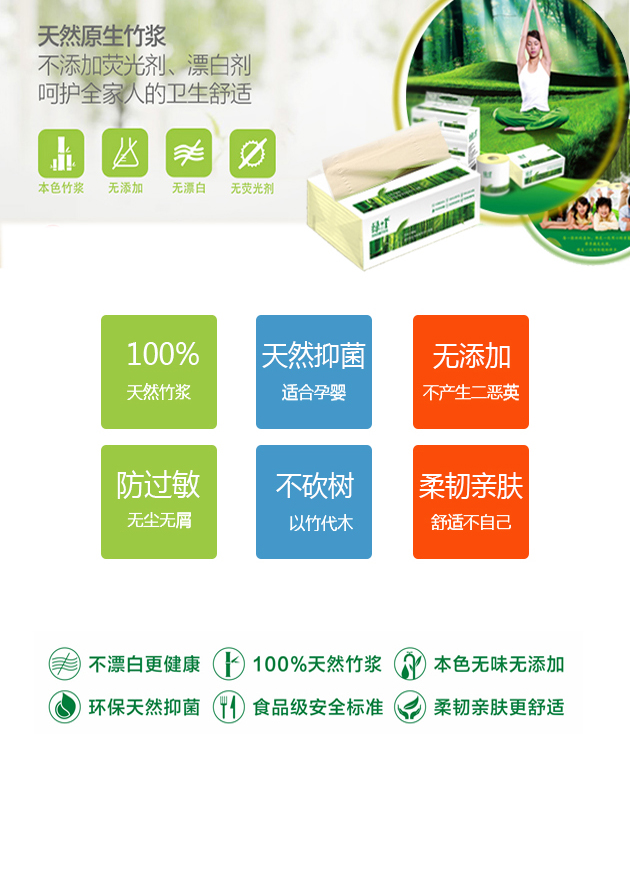 天然原生竹浆
不添加荧光剂、漂白剂
呵护全家人的卫生舒适
本色竹浆 无添加 无漂白 无荧光剂
100% 天然抑菌 无添加
天然竹浆 适合孕婴 不产生二恶英
防过敏 不砍树 柔韧亲肤
无尘无屑 以竹代木 舒适不自己
不漂白更健康 100%天然竹浆 本色无味无添加
环保天然抑菌 食品级安全标准 柔韧亲肤更舒适